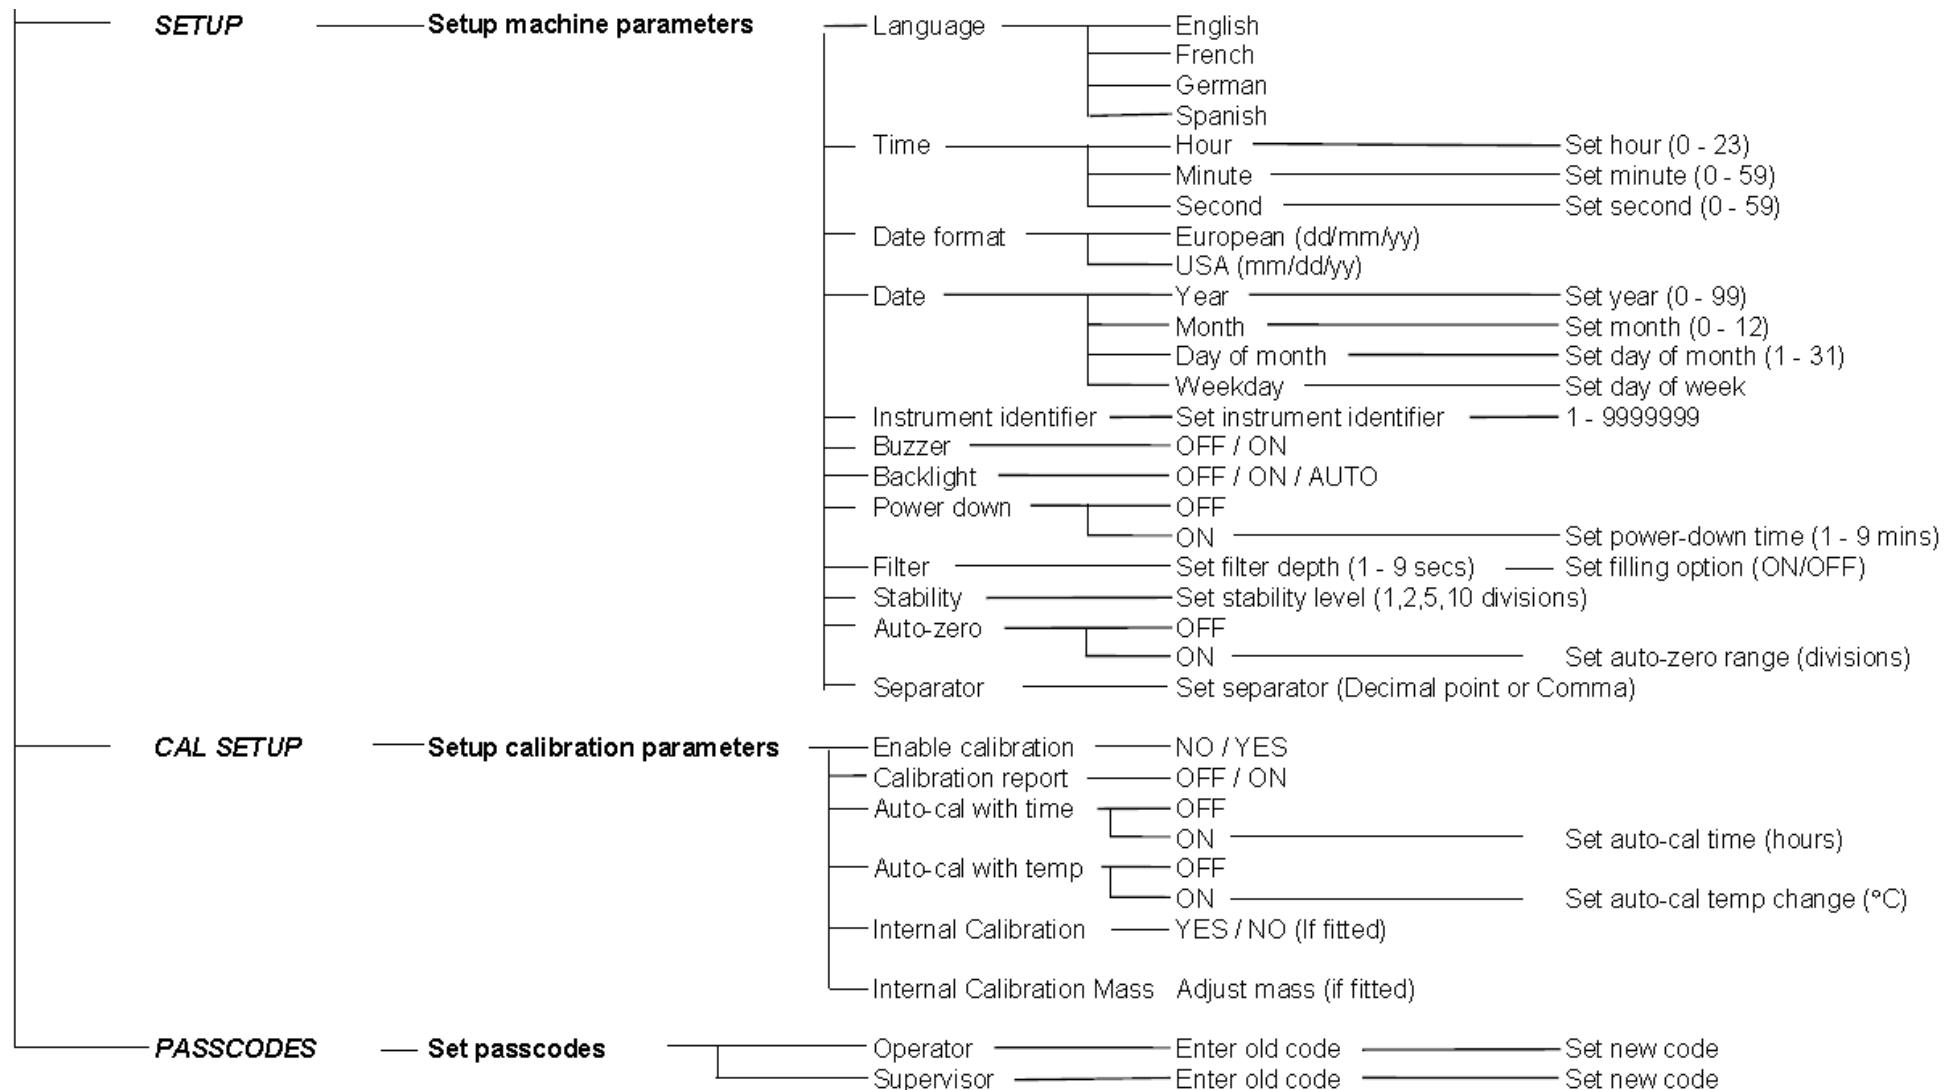 SETUP Setup machine parameters Language English
French
German
Spanish
Time Hour Set hour (0 - 23)
Minute Set minute (0 - 59)
Second Set second (0 - 59)
Date format European (dd/mm/yy)
USA (mm/dd/yy)
Date Year Set year (0 - 99)
Month Set month (0 - 12)
Day of month Set day of month (1 - 31)
Weekday Set day of week
Instrument identifier Set instrument identifier 1 - 9999999
Buzzer OFF / ON
Backlight OFF / ON / AUTO
Power down OFF
ON Set power-down time (1 - 9 mins)
Filter Set filter depth (1 - 9 secs) Set filling option (ON/OFF)
Stability Set stability level (1,2,5,10 divisions)
Auto-zero OFF
ON Set auto-zero range (divisions)
Separator Set separator (Decimal point or Comma)
CAL SETUP Setup calibration parameters Enable calibration NO / YES
Calibration report OFF / ON
Auto-cal with time OFF
ON Set auto-cal time (hours)
Auto-cal with temp OFF
ON Set auto-cal temp change (°C)
Internal Calibration YES / NO (If fitted)
Internal Calibration Mass Adjust mass (if fitted)
PASSCODES Set passcodes Operator Enter old code Set new code
Supervisor Enter old code Set new code